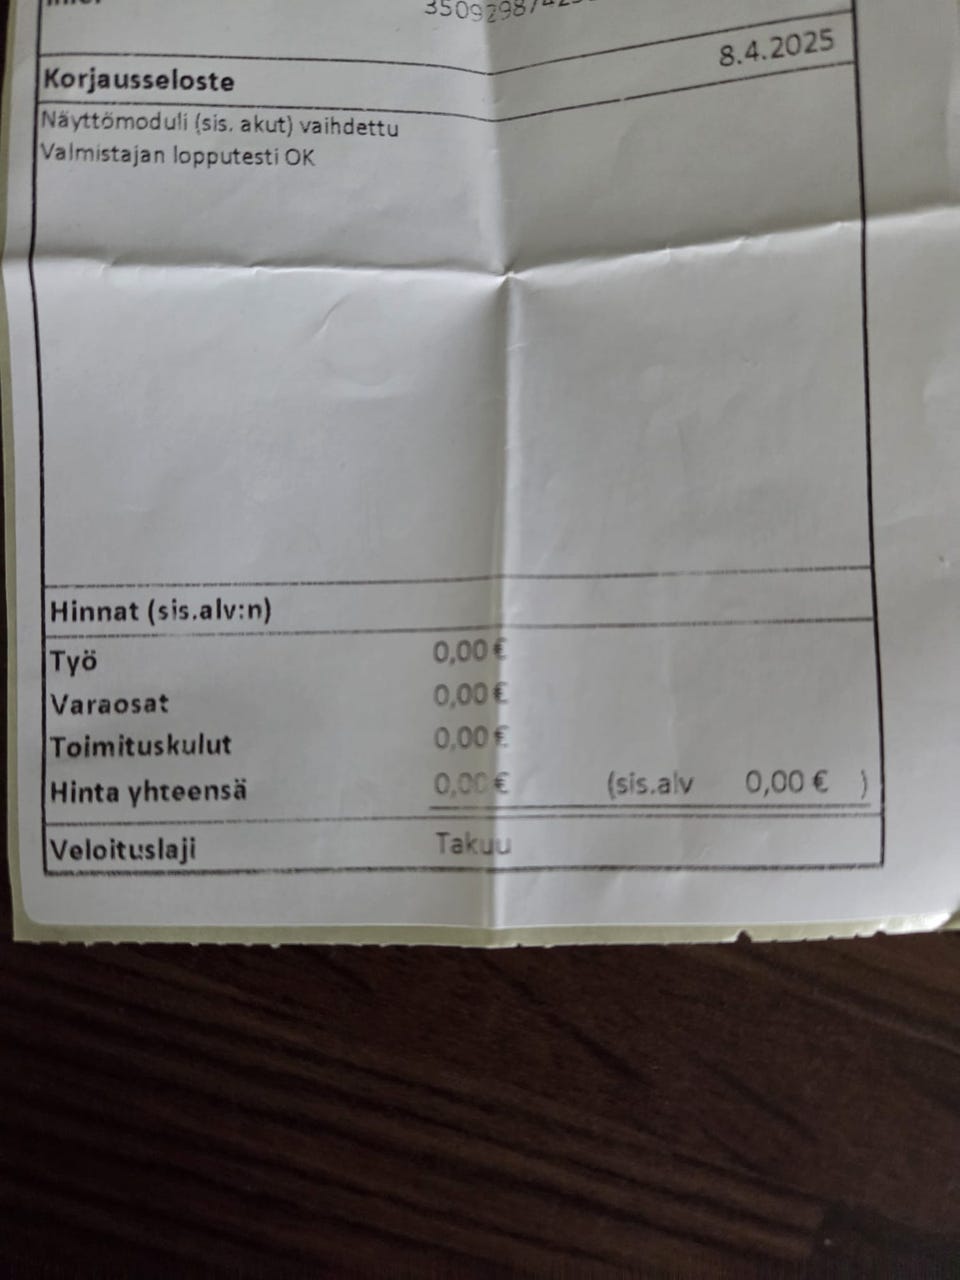 Korjausseloste 8.4.2025
Näyttömoduli (sis. akut) vaihdettu
Valmistajan lopputesti OK
Hinnat (sis.alv:n)
Työ 0,00 €
Varaosat 0,00 €
Toimituskulut 0,00 €
Hinta yhteensä 0,00 € (sis.alv 0,00 € )
Veloituslaji Takuu